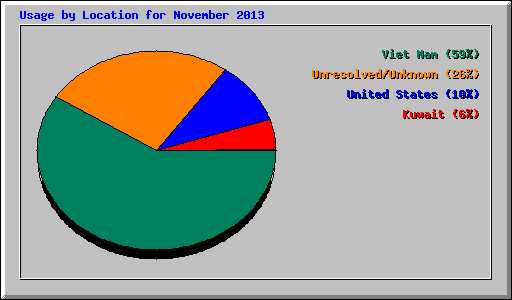 Usage by Location for November 2013
Viet Nam (59%)
Unresolved/Unknown (26%)
United States (10%)
Kuwait (6%)